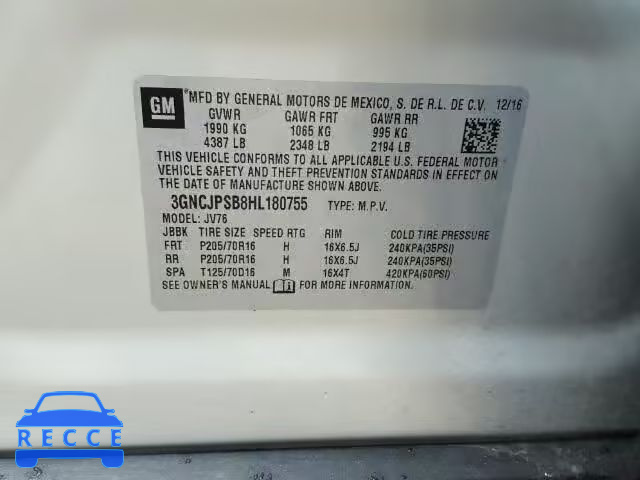 GM
MFD BY GENERAL MOTORS DE MEXICO, S. DE R.L. DE C.V. 12/16
GVWR GAWR FRT GAWR RR
1990 KG 1065 KG 995 KG
4387 LB 2348 LB 2194 LB
THIS VEHICLE CONFORMS TO ALL APPLICABLE U.S. FEDERAL MOTOR
VEHICLE SAFETY AND THEFT PREVENTION STANDARDS IN EFFECT ON
THE DATE OF MANUFACTURE SHOWN ABOVE.
3GNCJPSB8HL180755 TYPE: M.P.V.
MODEL: JV76
JBBK TIRE SIZE SPEED RTG RIM COLD TIRE PRESSURE
FRT P205/70R16 H 16X6.5J 240KPA(35PSI)
RR P205/70R16 H 16X6.5J 240KPA(35PSI)
SPA T125/70D16 M 16X4T 420KPA(60PSI)
SEE OWNER'S MANUAL FOR MORE INFORMATION
RECCE